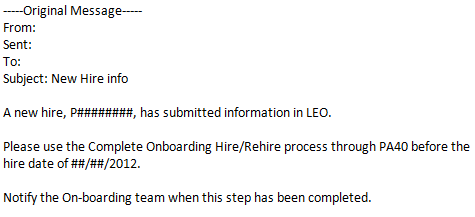 -----Original Message-----
From:
Sent:
To:
Subject: New Hire info
A new hire, P########, has submitted information in LEO.
Please use the Complete Onboarding Hire/Rehire process through PA40 before the
hire date of ##/##/2012.
Notify the On-boarding team when this step has been completed.